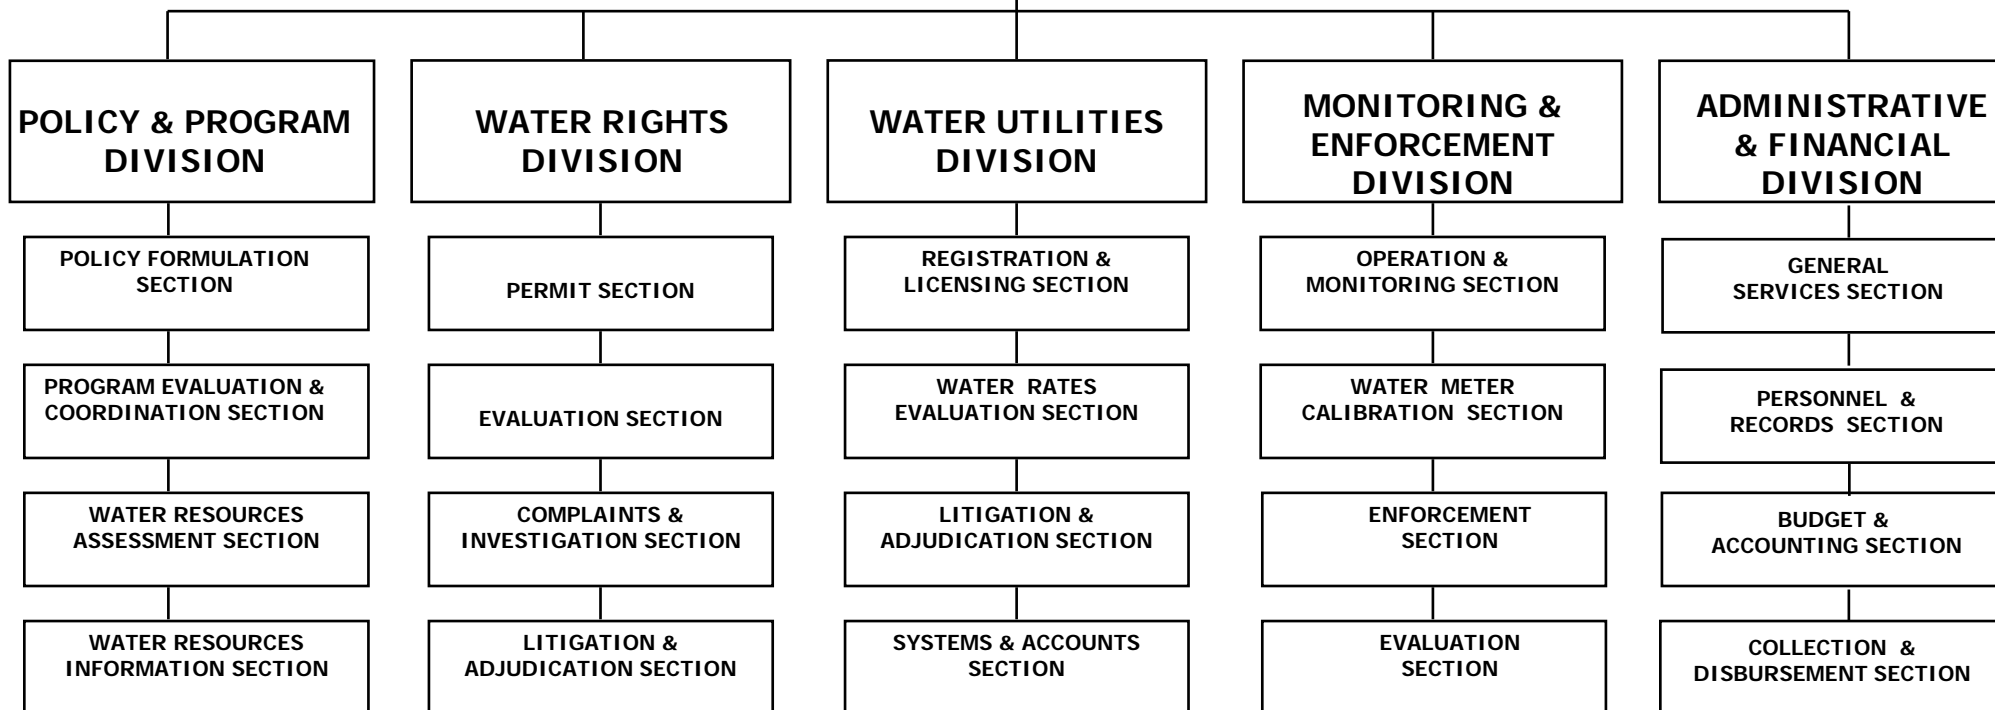 POLICY & PROGRAM
DIVISION
WATER RIGHTS
DIVISION
WATER UTILITIES
DIVISION
MONITORING &
ENFORCEMENT
DIVISION
ADMINISTRATIVE
& FINANCIAL
DIVISION
POLICY FORMULATION
SECTION
PERMIT SECTION
REGISTRATION &
LICENSING SECTION
OPERATION &
MONITORING SECTION
GENERAL
SERVICES SECTION
PROGRAM EVALUATION &
COORDINATION SECTION
EVALUATION SECTION
WATER RATES
EVALUATION SECTION
WATER METER
CALIBRATION SECTION
PERSONNEL &
RECORDS SECTION
WATER RESOURCES
ASSESSMENT SECTION
COMPLAINTS &
INVESTIGATION SECTION
LITIGATION &
ADJUDICATION SECTION
ENFORCEMENT
SECTION
BUDGET &
ACCOUNTING SECTION
WATER RESOURCES
INFORMATION SECTION
LITIGATION &
ADJUDICATION SECTION
SYSTEMS & ACCOUNTS
SECTION
EVALUATION
SECTION
COLLECTION &
DISBURSEMENT SECTION